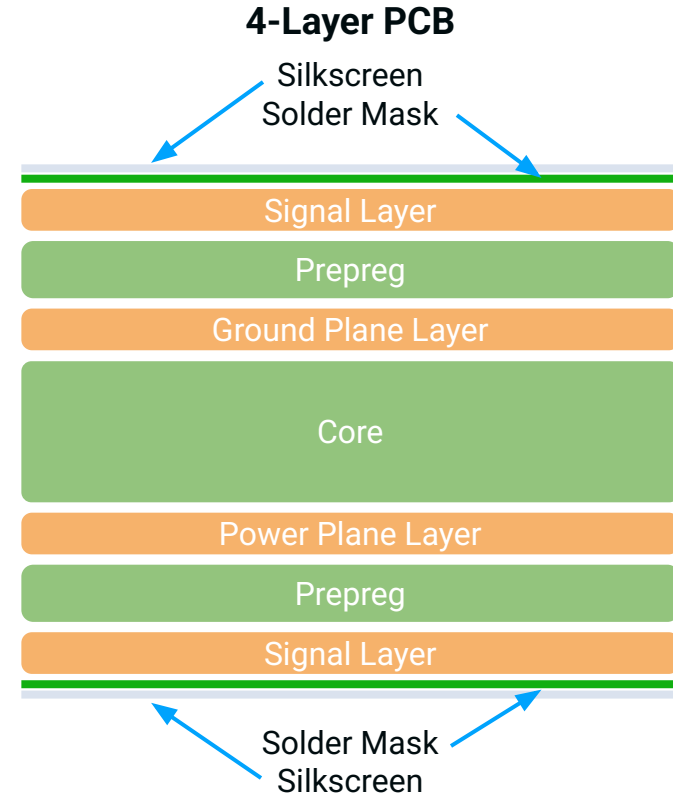 4-Layer PCB
Silkscreen
Solder Mask
Signal Layer
Prepreg
Ground Plane Layer
Core
Power Plane Layer
Prepreg
Signal Layer
Solder Mask
Silkscreen